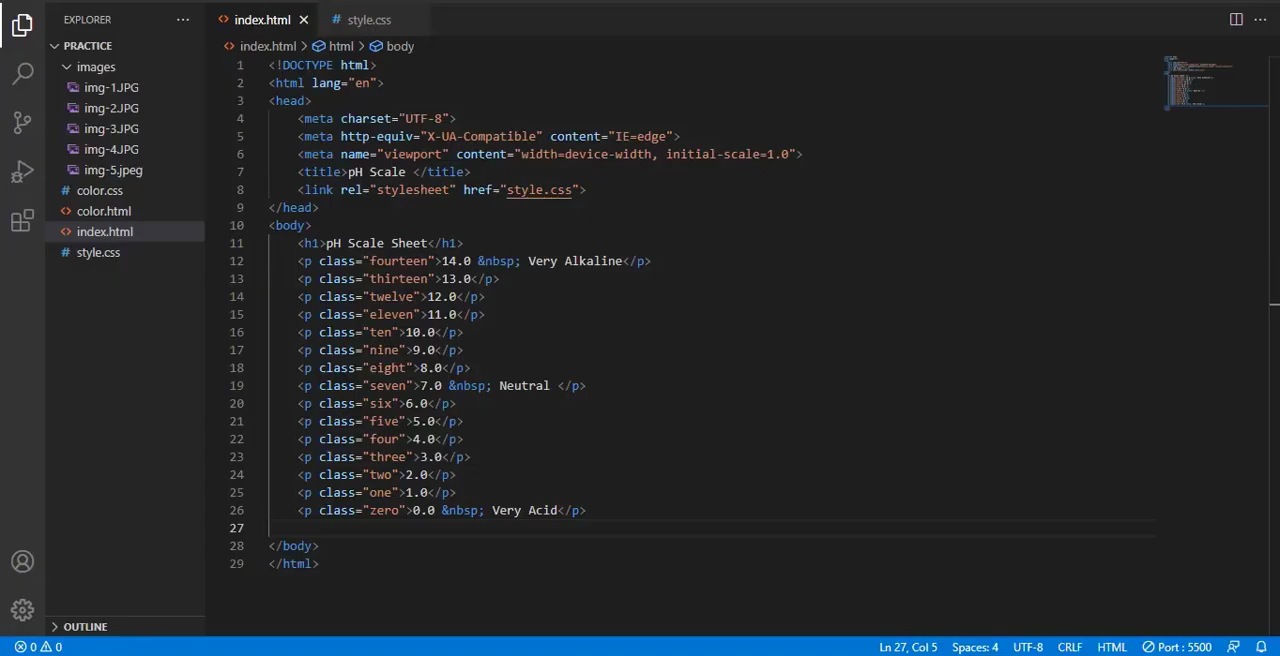 EXPLORER ... index.html style.css ...
PRACTICE
index.html > html > body
images
img-1.JPG
img-2.JPG
img-3.JPG
img-4.JPG
img-5.jpeg
color.css
color.html
index.html
style.css
1 <!DOCTYPE html>
2 <html lang="en">
3 <head>
4 <meta charset="UTF-8">
5 <meta http-equiv="X-UA-Compatible" content="IE=edge">
6 <meta name="viewport" content="width=device-width, initial-scale=1.0">
7 <title>pH Scale </title>
8 <link rel="stylesheet" href="style.css">
9 </head>
10 <body>
11 <h1>pH Scale Sheet</h1>
12 <p class="fourteen">14.0 &nbsp; Very Alkaline</p>
13 <p class="thirteen">13.0</p>
14 <p class="twelve">12.0</p>
15 <p class="eleven">11.0</p>
16 <p class="ten">10.0</p>
17 <p class="nine">9.0</p>
18 <p class="eight">8.0</p>
19 <p class="seven">7.0 &nbsp; Neutral </p>
20 <p class="six">6.0</p>
21 <p class="five">5.0</p>
22 <p class="four">4.0</p>
23 <p class="three">3.0</p>
24 <p class="two">2.0</p>
25 <p class="one">1.0</p>
26 <p class="zero">0.0 &nbsp; Very Acid</p>
27
28 </body>
29 </html>
OUTLINE
0 0 Ln 27, Col 5 Spaces: 4 UTF-8 CRLF HTML Port : 5500